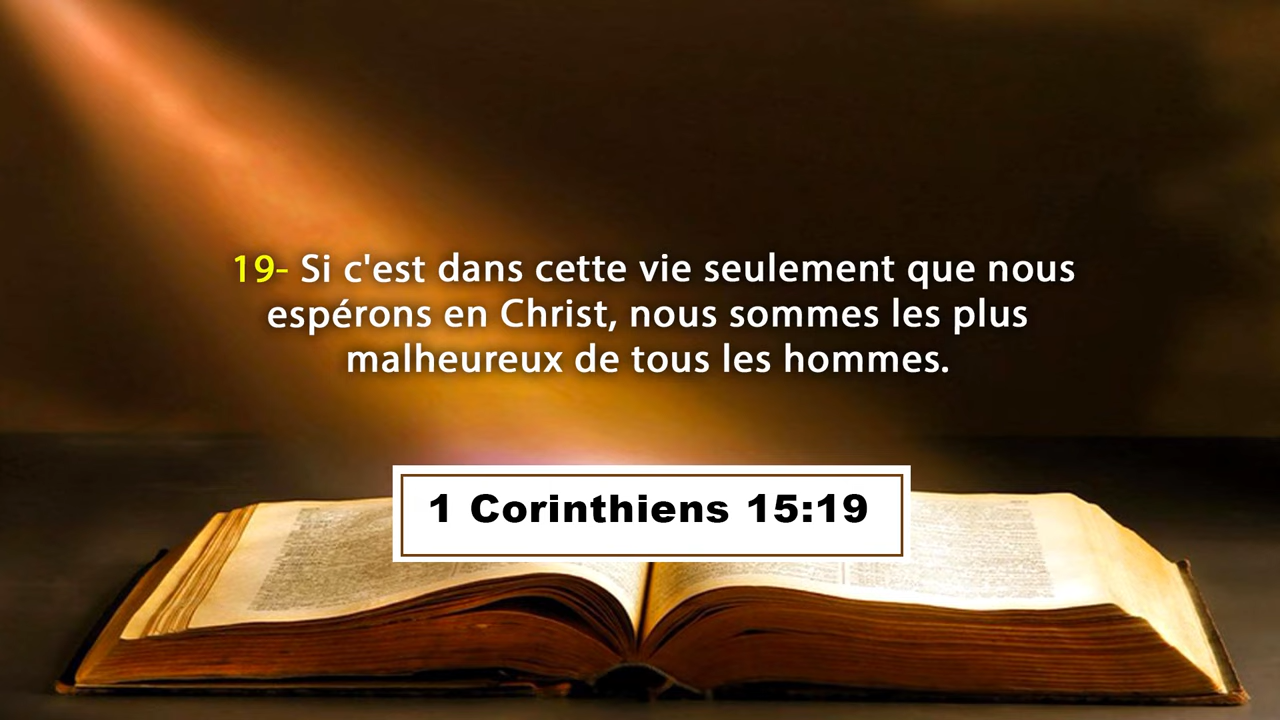 19- Si c'est dans cette vie seulement que nous
espérons en Christ, nous sommes les plus
malheureux de tous les hommes.
1 Corinthiens 15:19